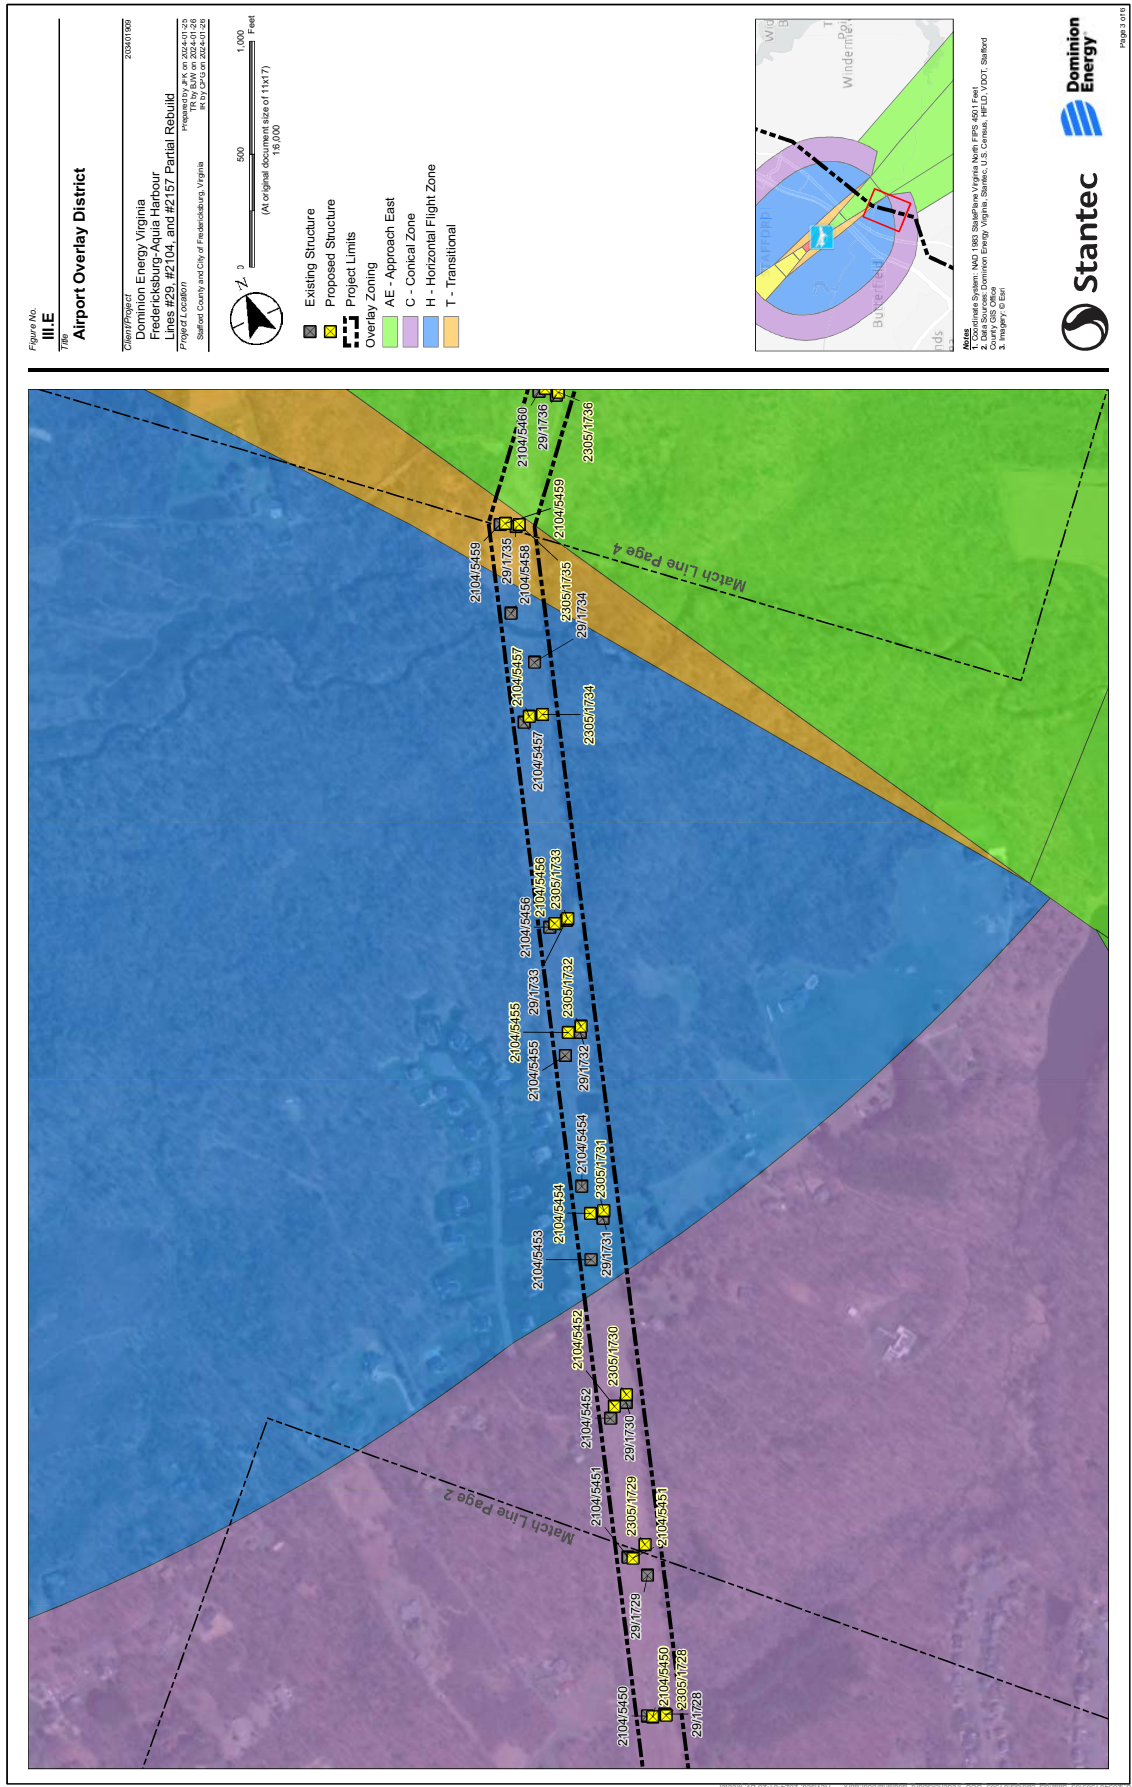 Figure No.
III.E
Title
Airport Overlay District
Client/Project
203401909
Dominion Energy Virginia
Fredericksburg-Aquia Harbour
Lines #29, #2104, and #2157 Partial Rebuild
Project Location
Stafford County and City of Fredericksburg, Virginia
Prepared by JPK on 2024-01-25
TR by BJW on 2024-01-26
IR by CPG on 2024-01-26
0
500
1,000
Feet
(At original document size of 11x17)
1:6,000
N
Existing Structure
Proposed Structure
Project Limits
Overlay Zoning
AE - Approach East
C - Conical Zone
H - Horizontal Flight Zone
T - Transitional
Windermere
Butterfield
Notes
1. Coordinate System: NAD 1983 StatePlane Virginia North FIPS 4501 Feet
2. Data Sources: Dominion Energy Virginia, Stantec, U.S. Census, HIFLD, VDOT, Stafford
County GIS Office
3. Imagery: © Esri
Stantec
Dominion
Energy®
Page 3 of 6
2104/5450
2104/5450
2305/1728
29/1728
29/1729
2104/5451
2305/1729
2104/5451
Match Line Page 2
2104/5452
2104/5452
2305/1730
29/1730
2104/5453
2104/5454
29/1731
2305/1731
2104/5454
2104/5455
2104/5455
2305/1732
29/1732
29/1733
2104/5456
2104/5456
2305/1733
2104/5457
2104/5457
2305/1734
29/1734
2104/5459
29/1735
2104/5458
2305/1735
2104/5459
Match Line Page 4
2104/5460
29/1736
2305/1736